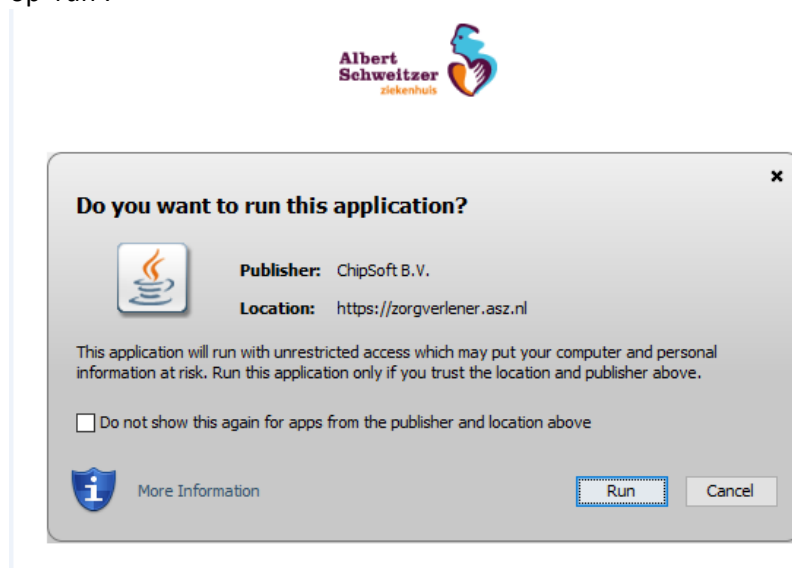 Albert
Schweitzer
ziekenhuis
Do you want to run this application?
Publisher: ChipSoft B.V.
Location: https://zorgverlener.asz.nl
This application will run with unrestricted access which may put your computer and personal
information at risk. Run this application only if you trust the location and publisher above.
Do not show this again for apps from the publisher and location above
More Information
Run
Cancel